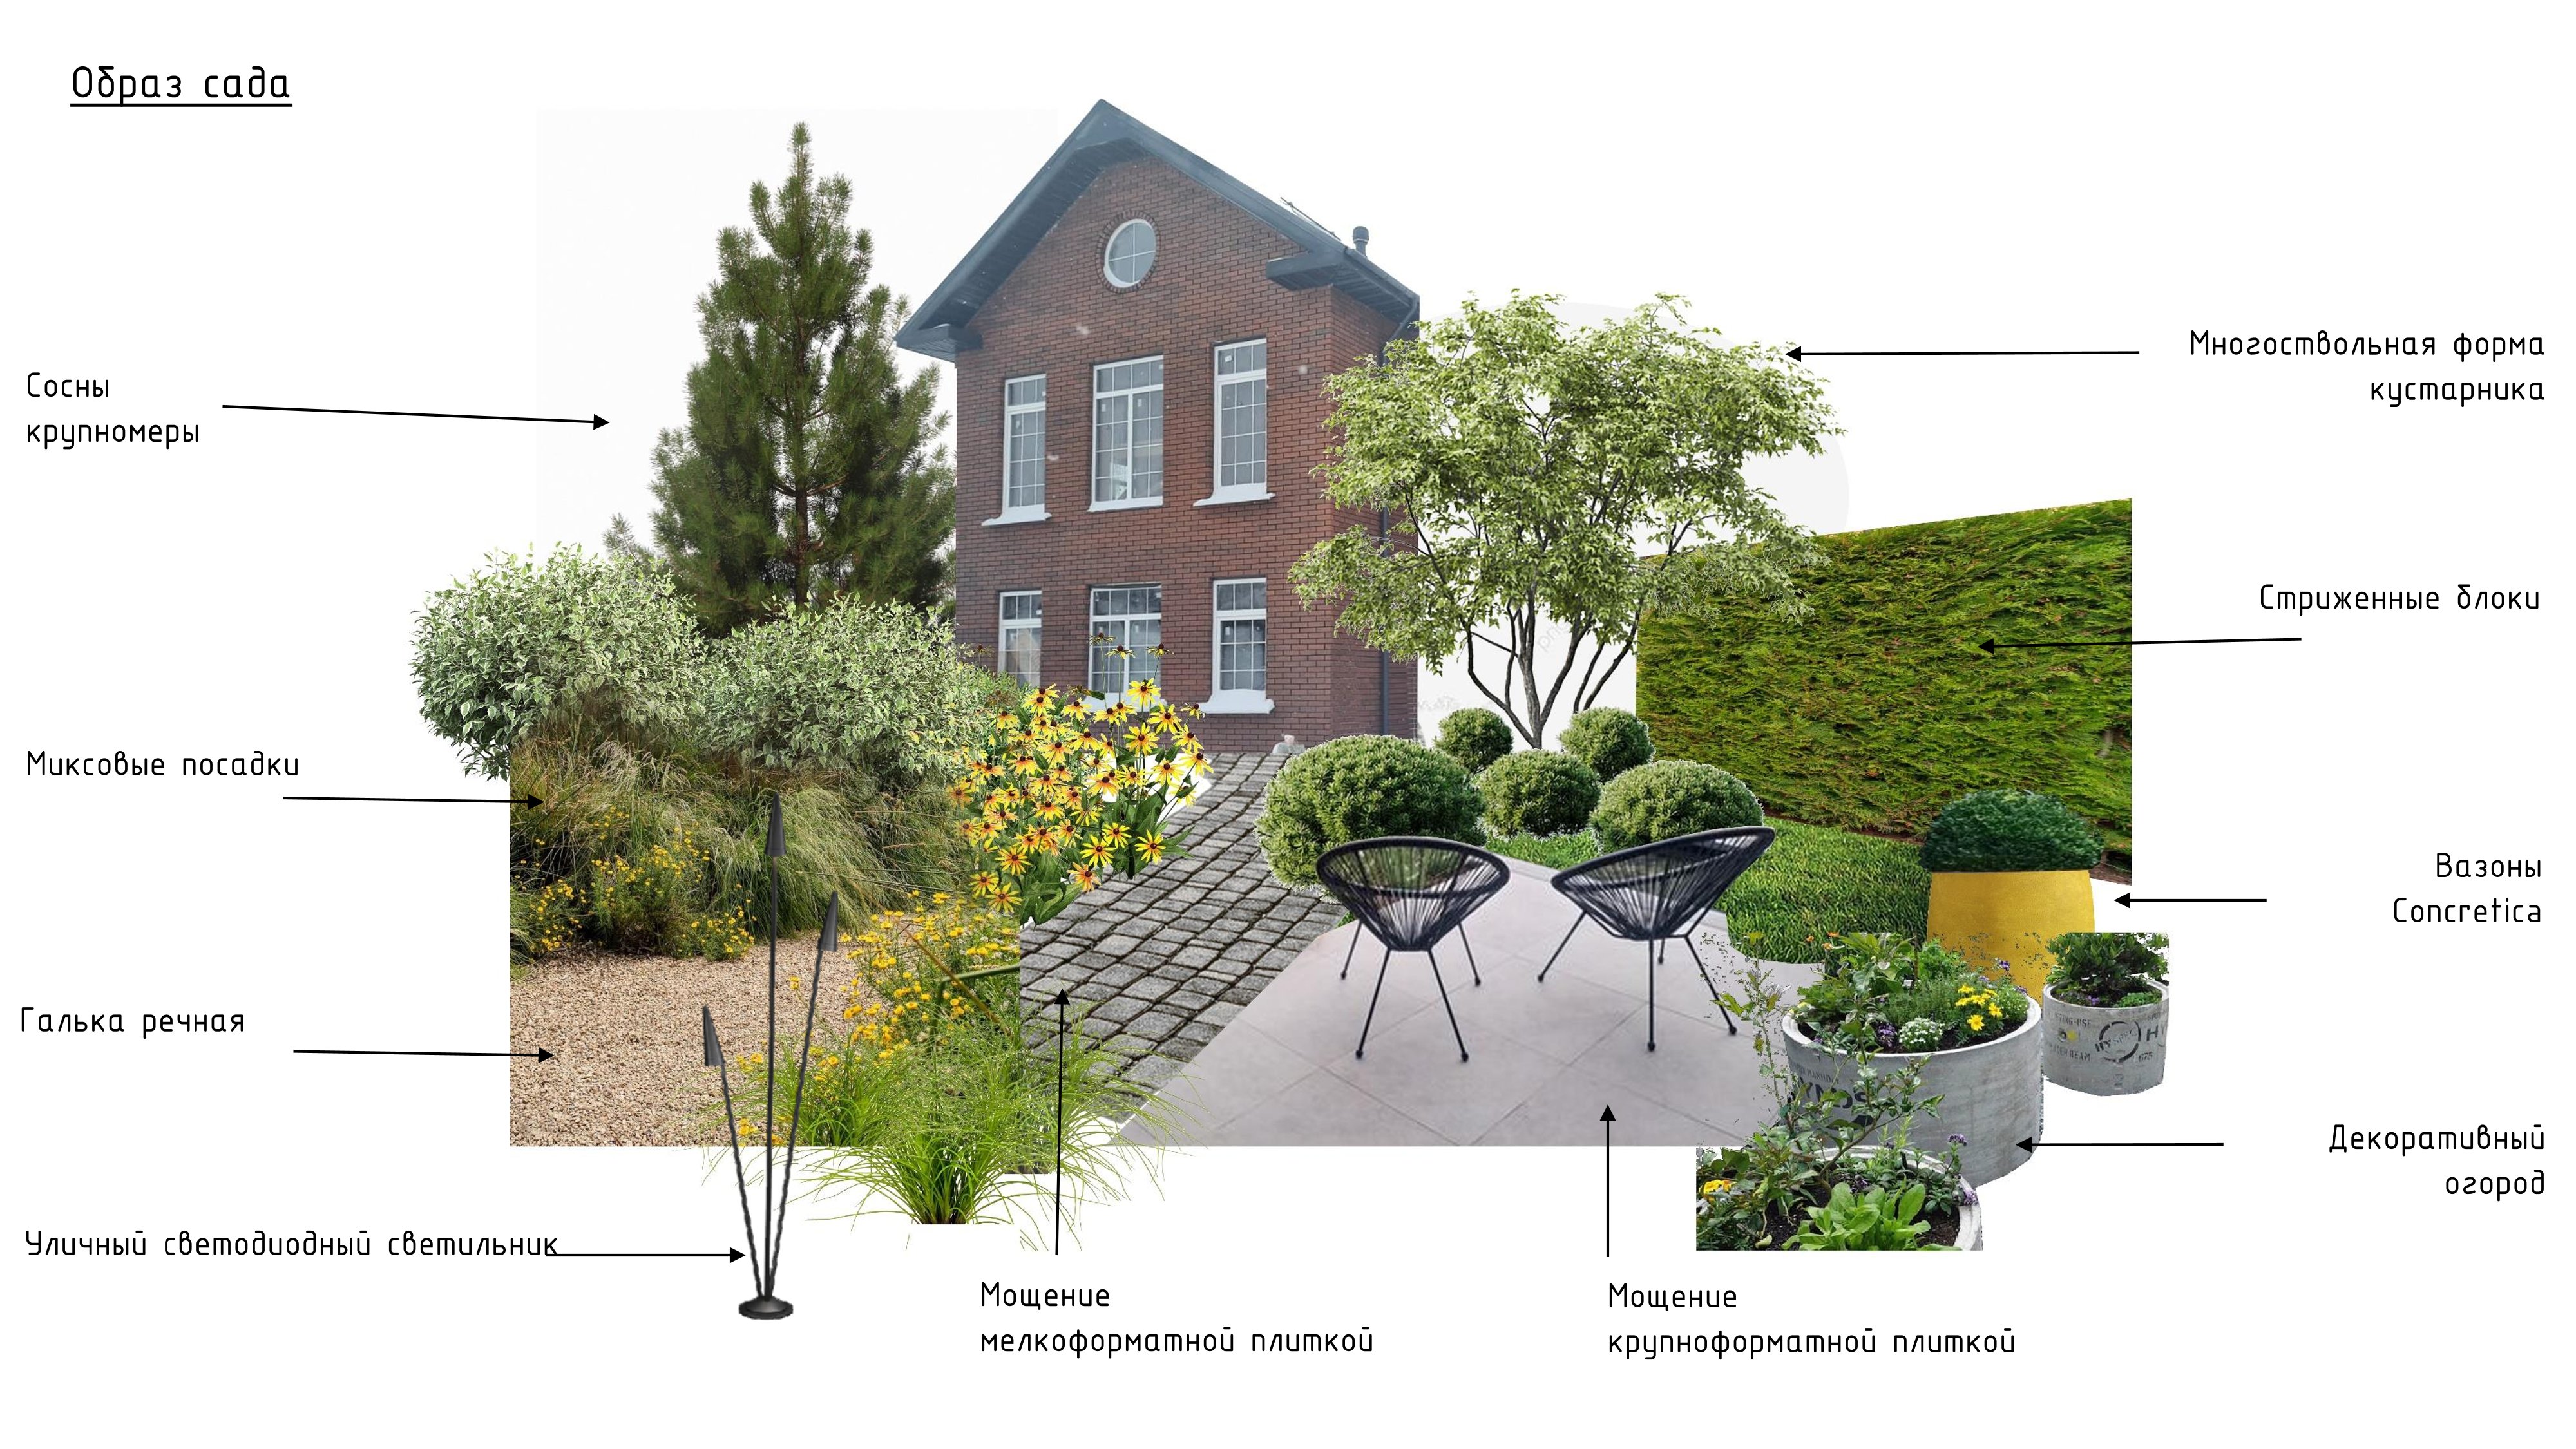 Образ сада
Сосны
крупномеры
Миксовые посадки
Галька речная
Уличный светодиодный светильник
Мощение
мелкоформатной плиткой
Мощение
крупноформатной плиткой
Многоствольная форма
кустарника
Стриженные блоки
Вазоны
Concretica
Декоративный
огород